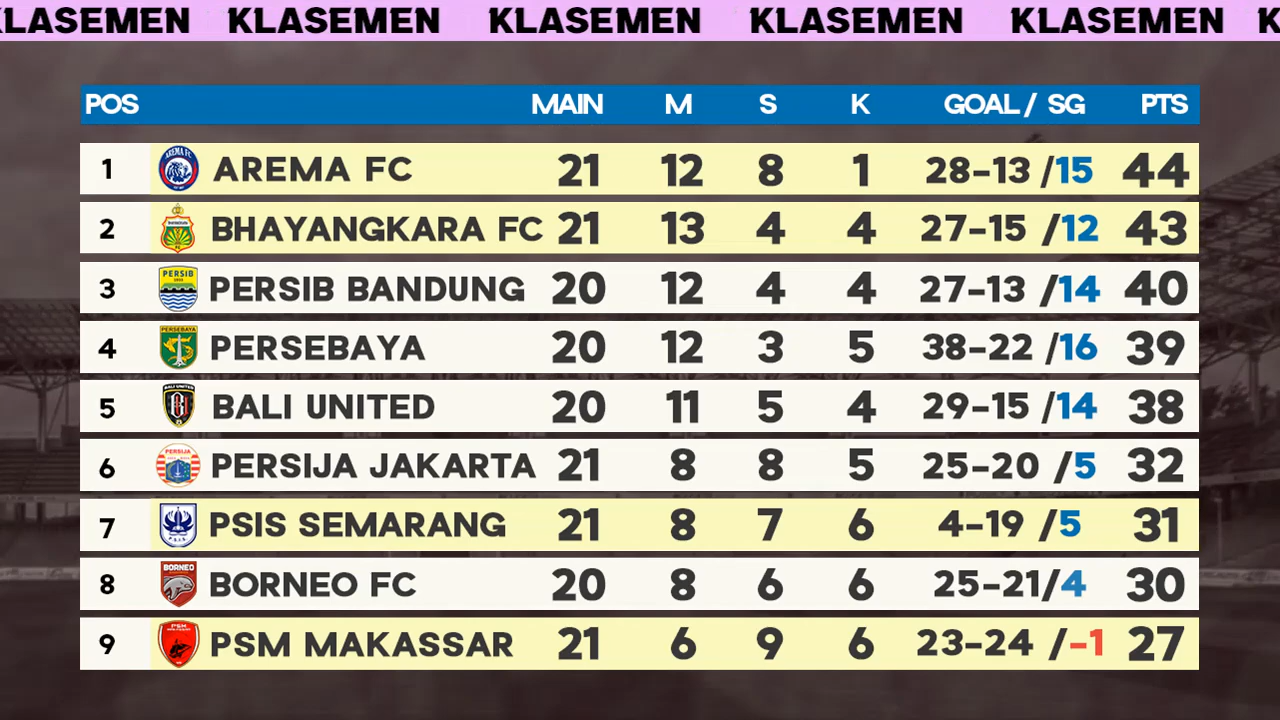 KLASEMEN KLASEMEN KLASEMEN KLASEMEN KLASEMEN K
POS MAIN M S K GOAL / SG PTS
1 AREMA FC 21 12 8 1 28-13 /15 44
2 BHAYANGKARA FC 21 13 4 4 27-15 /12 43
3 PERSIB BANDUNG 20 12 4 4 27-13 /14 40
4 PERSEBAYA 20 12 3 5 38-22 /16 39
5 BALI UNITED 20 11 5 4 29-15 /14 38
6 PERSIJA JAKARTA 21 8 8 5 25-20 /5 32
7 PSIS SEMARANG 21 8 7 6 4-19 /5 31
8 BORNEO FC 20 8 6 6 25-21/4 30
9 PSM MAKASSAR 21 6 9 6 23-24 /-1 27